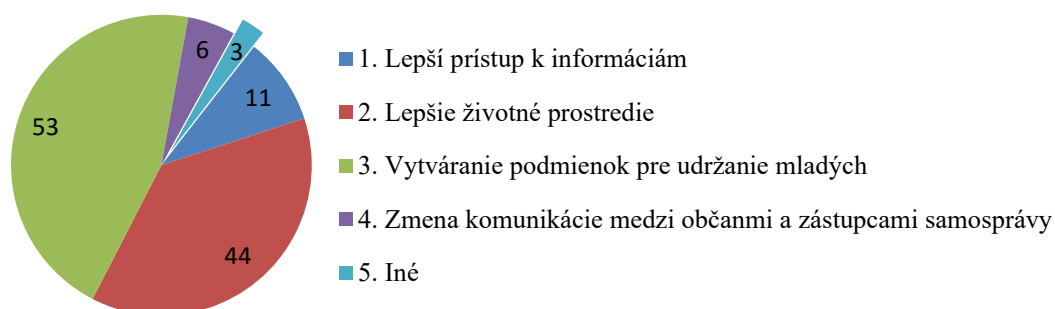 6
3
11
53
44
1. Lepší prístup k informáciám
2. Lepšie životné prostredie
3. Vytváranie podmienok pre udržanie mladých
4. Zmena komunikácie medzi občanmi a zástupcami samosprávy
5. Iné